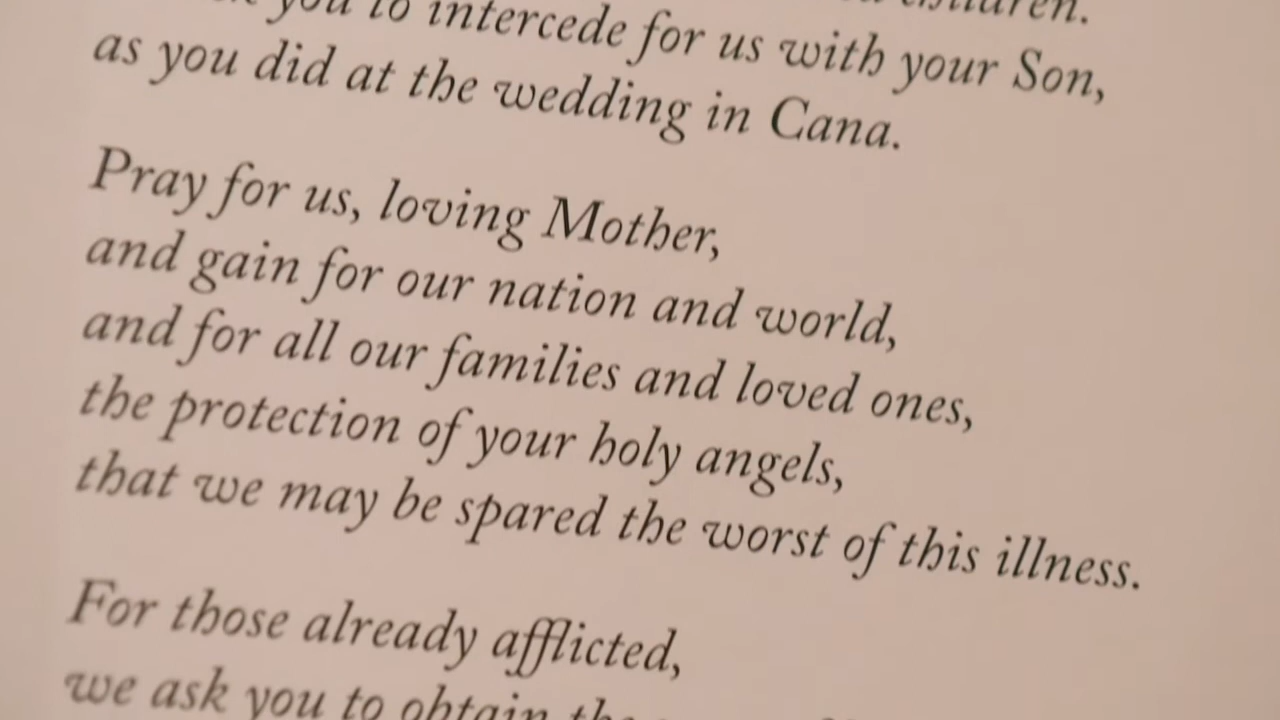 children.
you to intercede for us with your Son,
as you did at the wedding in Cana.
Pray for us, loving Mother,
and gain for our nation and world,
and for all our families and loved ones,
the protection of your holy angels,
that we may be spared the worst of this illness.
For those already afflicted,
we ask you to obtain the